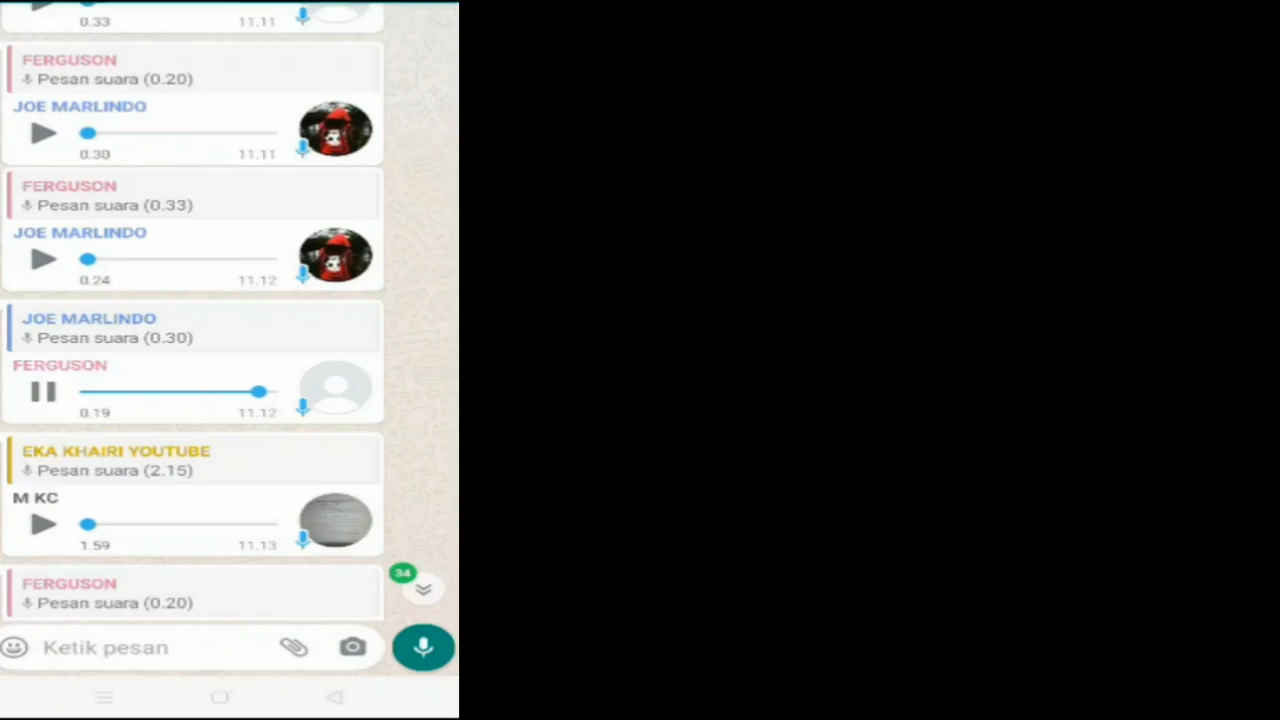 0.33 11.11
FERGUSON
Pesan suara (0.20)
JOE MARLINDO
0.30 11.11
FERGUSON
Pesan suara (0.33)
JOE MARLINDO
0.24 11.12
JOE MARLINDO
Pesan suara (0.30)
FERGUSON
0.19 11.12
EKA KHAIRI YOUTUBE
Pesan suara (2.15)
M KC
1.59 11.13
34
FERGUSON
Pesan suara (0.20)
Ketik pesan